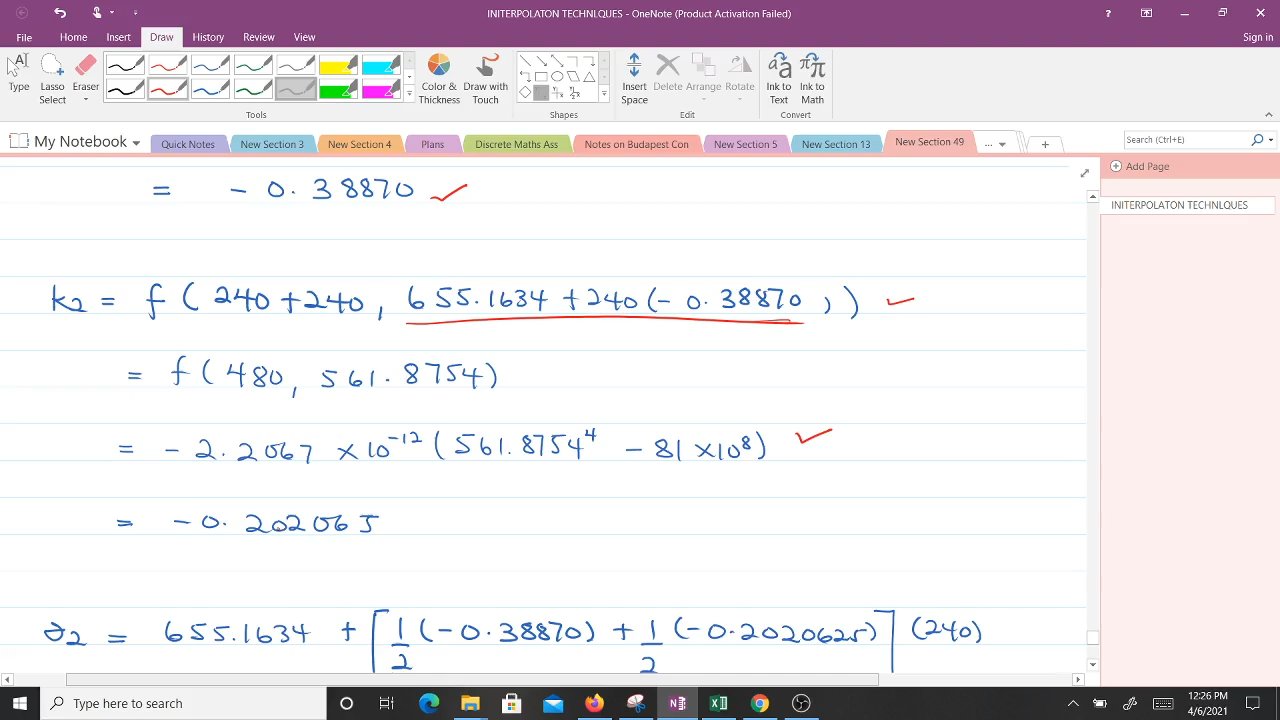 INITERPOLATON TECHNLQUES - OneNote (Product Activation Failed)
File Home Insert Draw History Review View
Sign in
Type Lasso Select Eraser Color & Thickness Draw with Touch Insert Space Delete Arrange Rotate Ink to Text Ink to Math
Tools Shapes Edit Convert
My Notebook Quick Notes New Section 3 New Section 4 Plans Discrete Maths Ass Notes on Budapest Con New Section 5 New Section 13 New Section 49 ... Search (Ctrl+E)
Add Page
INITERPOLATON TECHNLQUES
= - 0.38870 ✓
k2 = f (240+240, 655.1634 + 240(- 0.38870,)) ✓
= f(480, 561.8754)
= - 2.2067 × 10⁻¹² (561.8754⁴ - 81 ×10⁸) ✓
= -0.202065
∂2 = 655.1634 + [1/2 (-0.38870) + 1/2 (-0.2020625)] (240)
Type here to search
12:26 PM
4/6/2021